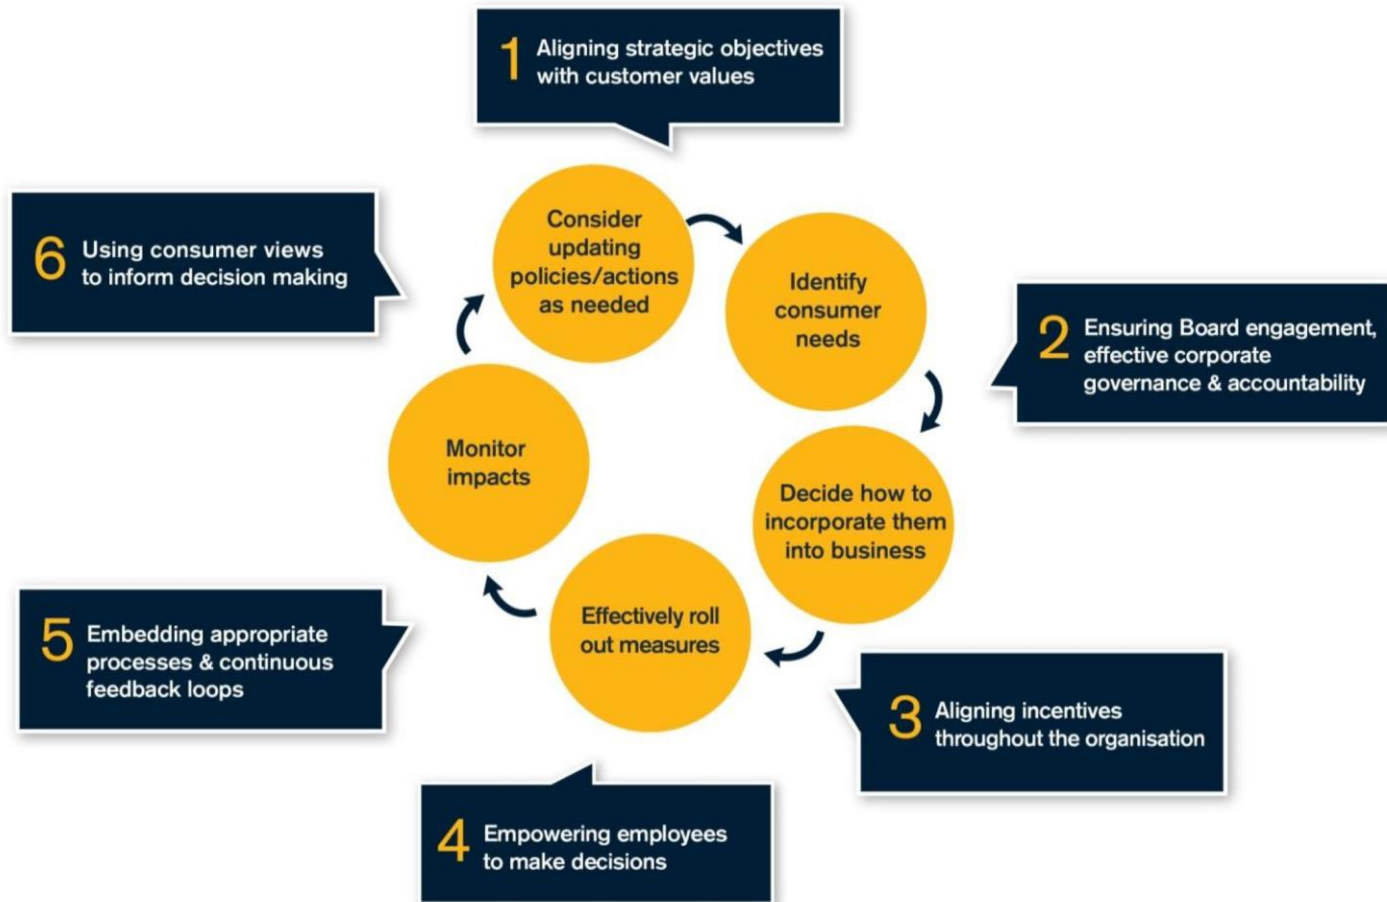 1 Aligning strategic objectives
with customer values
6 Using consumer views
to inform decision making
Consider
updating
policies/actions
as needed
Identify
consumer
needs
2 Ensuring Board engagement,
effective corporate
governance & accountability
Monitor
impacts
Decide how to
incorporate them
into business
Effectively roll
out measures
5 Embedding appropriate
processes & continuous
feedback loops
3 Aligning incentives
throughout the organisation
4 Empowering employees
to make decisions